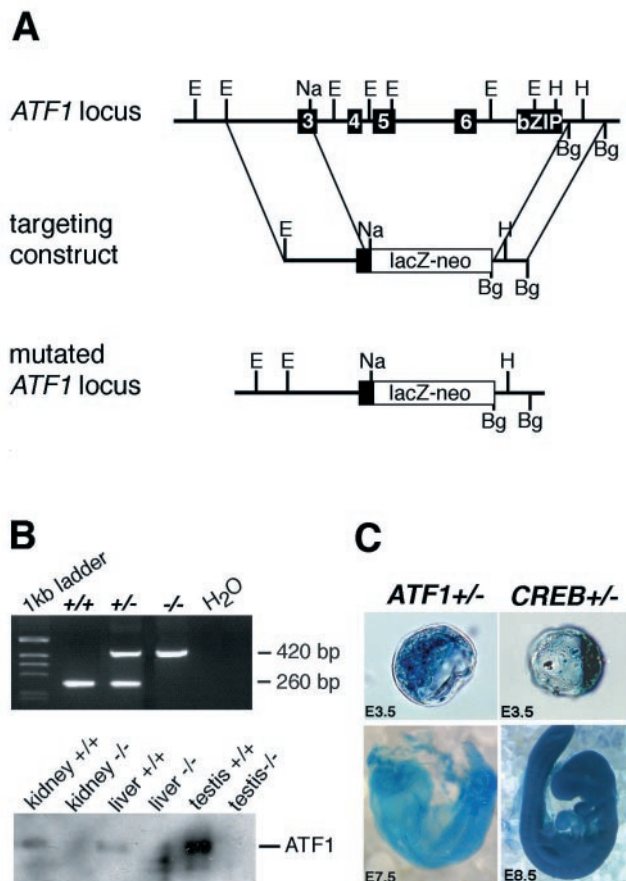 A
E E Na E E E E E H H
ATF1 locus
3 4 5 6 bZIP
Bg Bg
targeting
construct
E Na H
lacZ-neo
Bg Bg
mutated
ATF1 locus
E E Na H
lacZ-neo
Bg Bg
B
1kb ladder +/+ +/- -/- H2O
420 bp
260 bp
kidney +/+ kidney -/- liver +/+ liver -/- testis +/+ testis-/-
ATF1
C
ATF1+/- CREB+/-
E3.5 E3.5
E7.5 E8.5